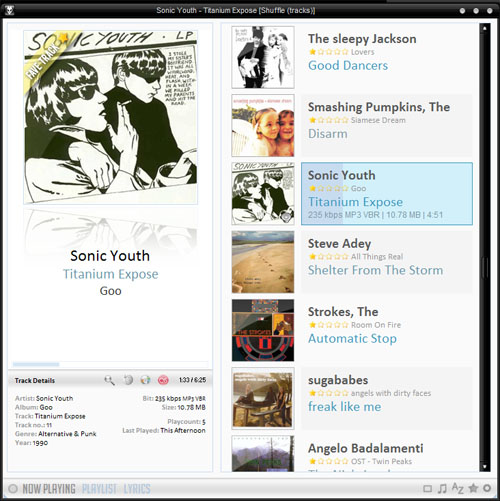 Sonic Youth - Titanium Expose [Shuffle (tracks)]
SONIC YOUTH · LP
FAVE TRACK
I STOLE
MY SISTER'S
BOYFRIEND.
IT WAS ALL
WHIRLWIND,
HEAT, AND
FLASH. WITH-
IN A WEEK
WE KILLED
MY PARENTS
AND HIT THE
ROAD.
Sonic Youth
Titanium Expose
Goo
Track Details
1:33 / 6:25
Artist: Sonic Youth
Album: Goo
Track: Titanium Expose
Track no.: 11
Genre: Alternative & Punk
Year: 1990
Bit: 235 kbps MP3 VBR
Size: 10.78 MB
Playcount: 5
Last Played: This Afternoon
The sleepy Jackson
Lovers
Good Dancers
Smashing Pumpkins, The
Siamese Dream
Disarm
SONIC YOUTH · LP
Sonic Youth
Goo
Titanium Expose
235 kbps MP3 VBR | 10.78 MB | 4:51
Steve Adey
All Things Real
Shelter From The Storm
THE STROKES
Strokes, The
Room On Fire
Automatic Stop
sugababes
angels with dirty faces
freak like me
Angelo Badalamenti
OST - Twin Peaks
NOW PLAYING PLAYLIST LYRICS
AZ